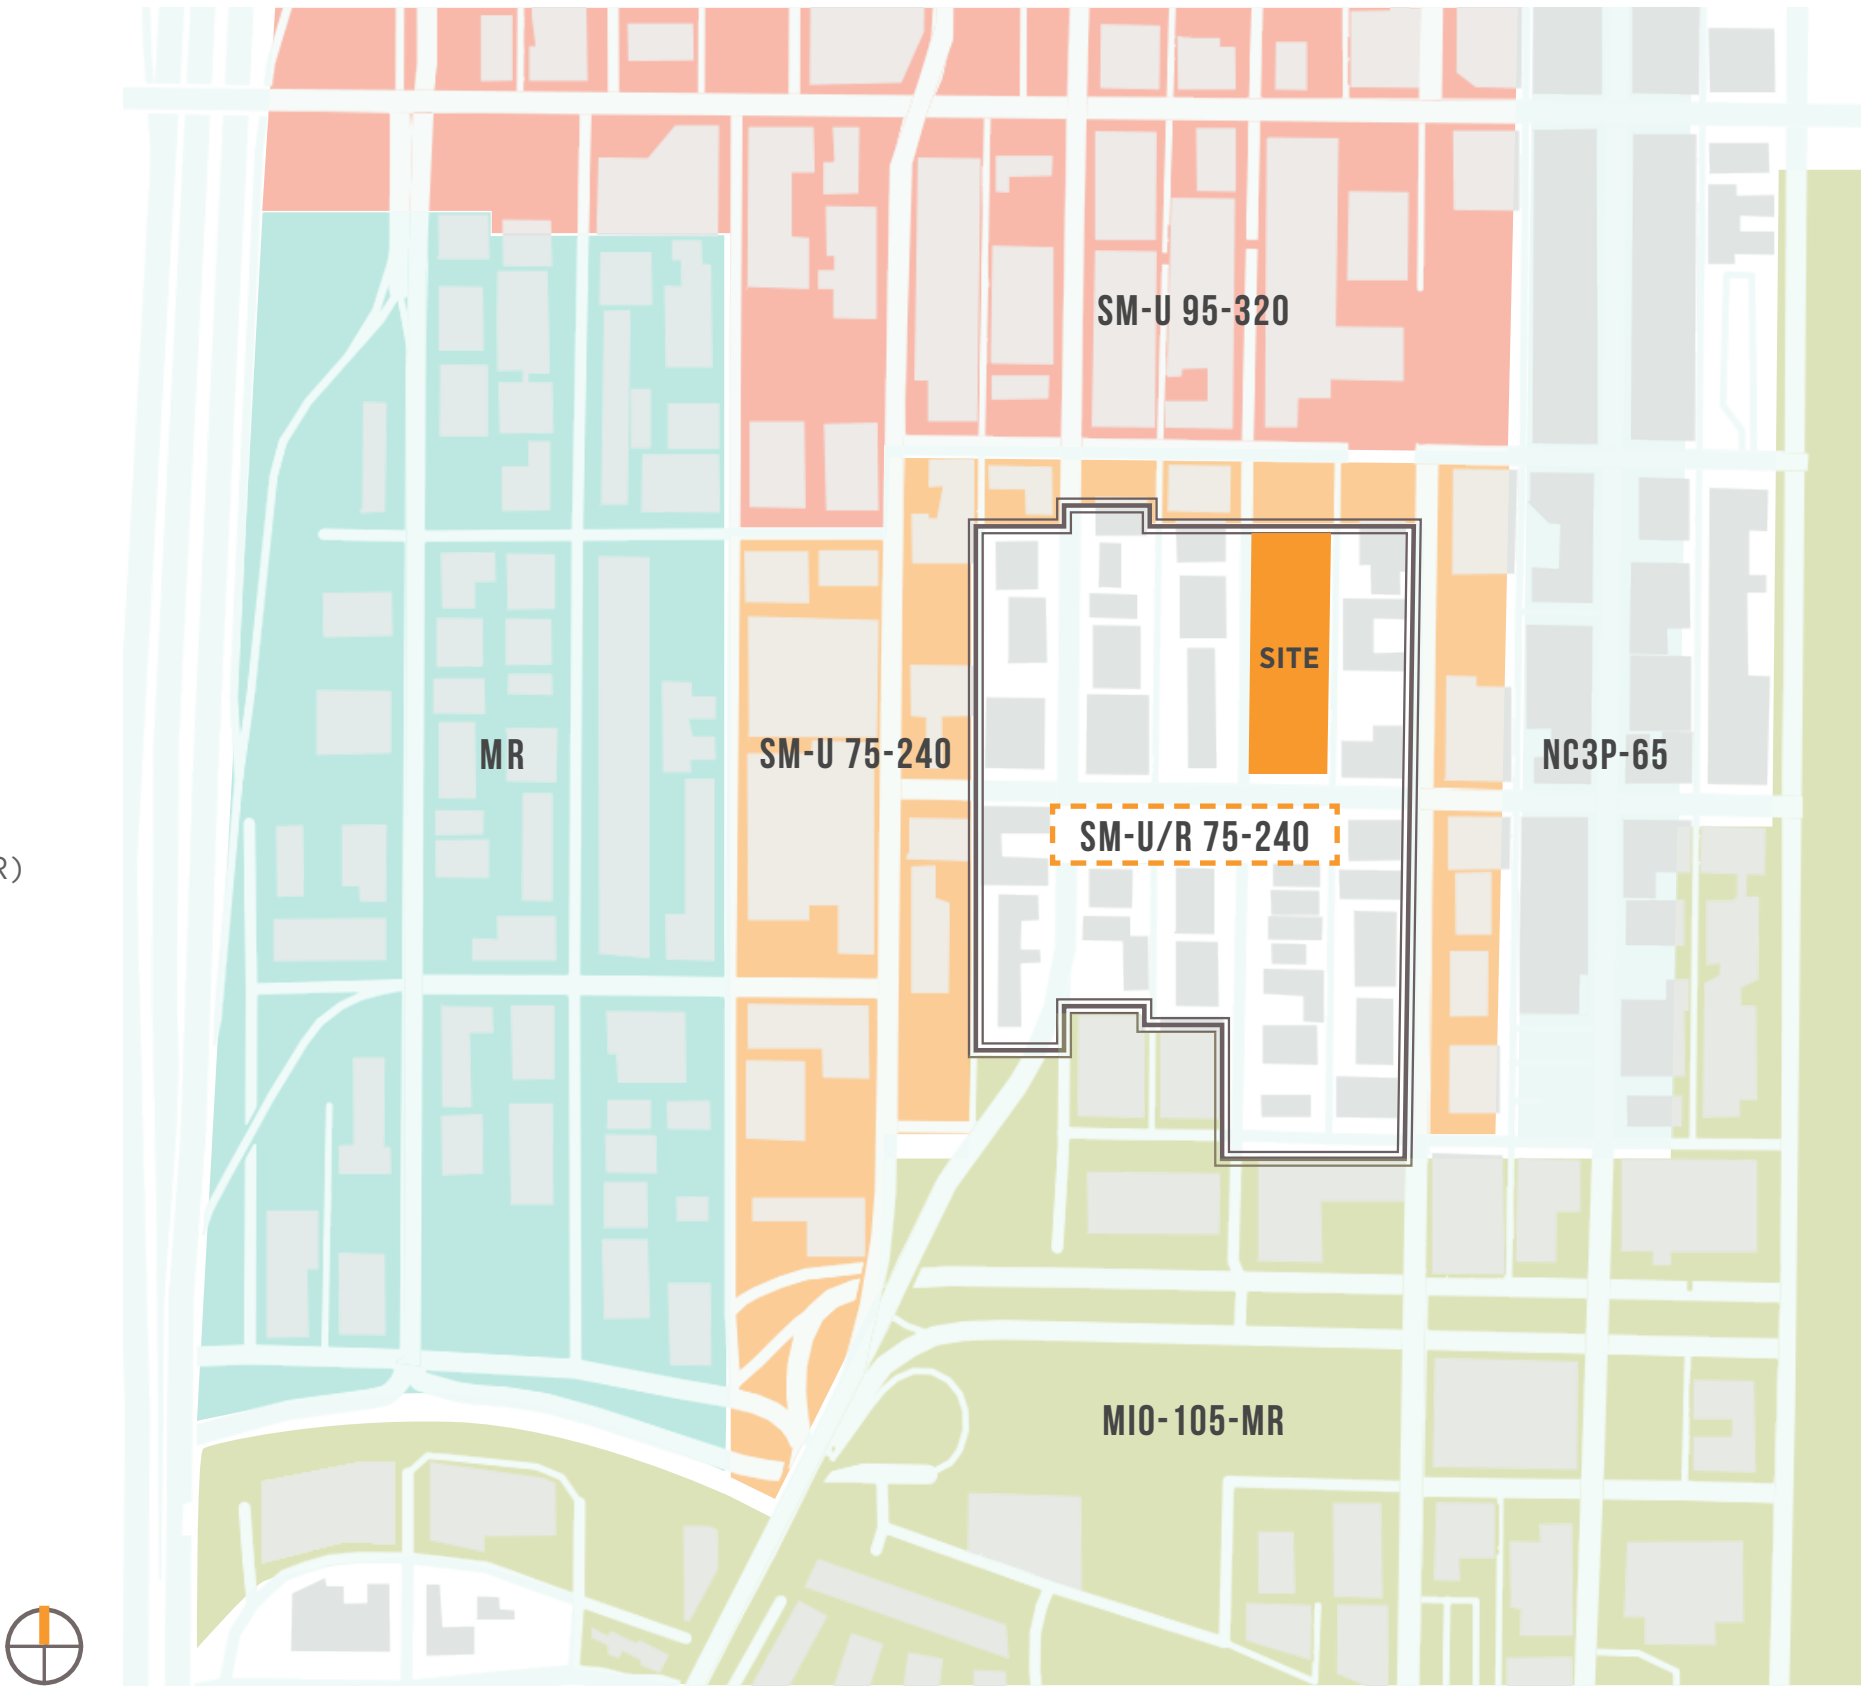 SM-U 95-320
SITE
MR
SM-U 75-240
NC3P-65
SM-U/R 75-240
R)
MIO-105-MR